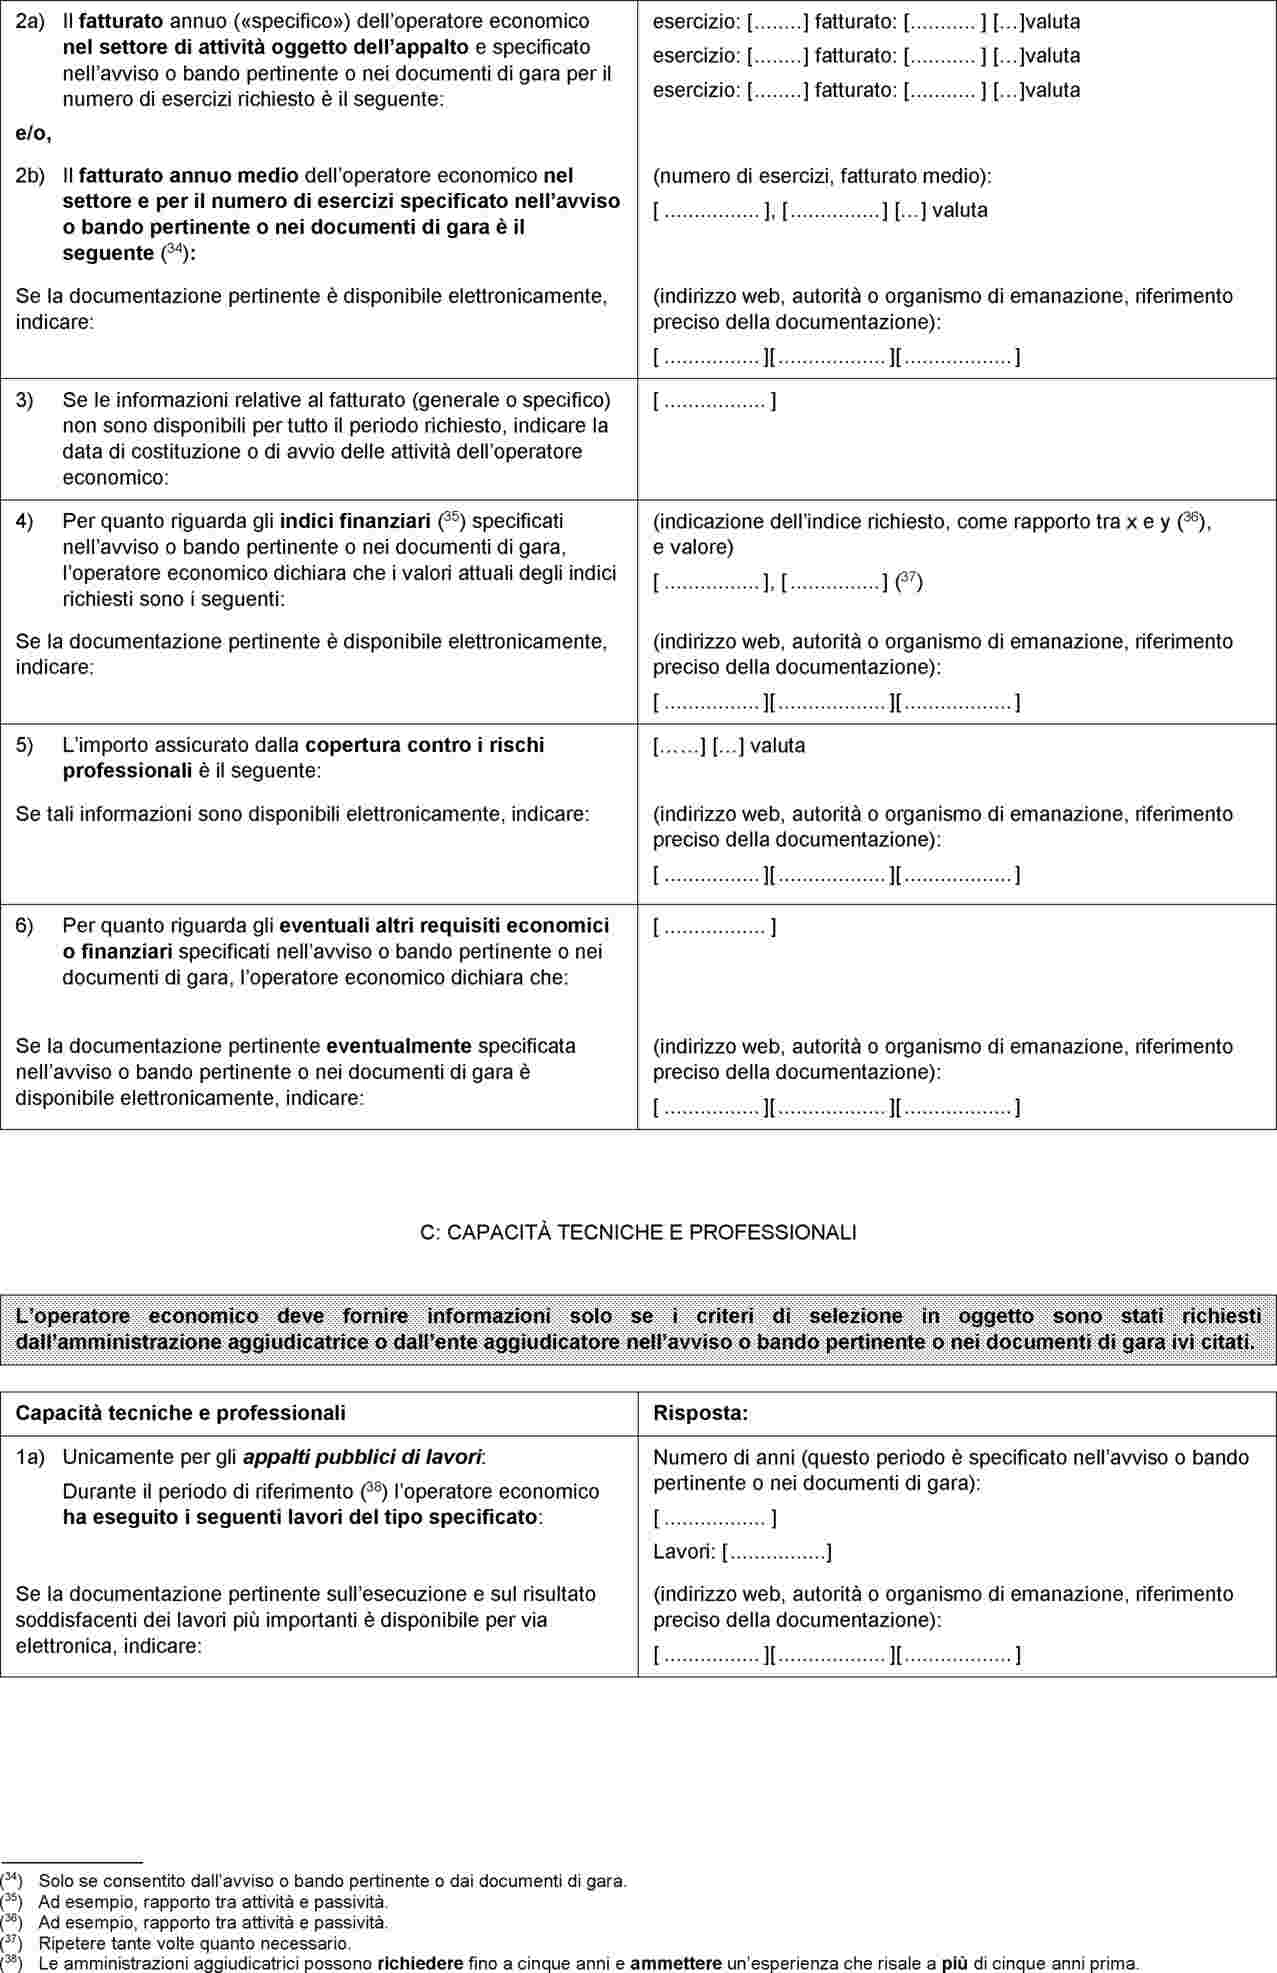 2a) Il fatturato annuo («specifico») dell'operatore economico
nel settore di attività oggetto dell'appalto e specificato
nell'avviso o bando pertinente o nei documenti di gara per il
numero di esercizi richiesto è il seguente:
e/o,
esercizio: [........] fatturato: [........... ] [...]valuta
esercizio: [........] fatturato: [........... ] [...]valuta
esercizio: [........] fatturato: [........... ] [...]valuta
2b) Il fatturato annuo medio dell'operatore economico nel
settore e per il numero di esercizi specificato nell'avviso
o bando pertinente o nei documenti di gara è il
seguente (34):
(numero di esercizi, fatturato medio):
[ ................ ], [...............] [...] valuta
Se la documentazione pertinente è disponibile elettronicamente,
indicare:
(indirizzo web, autorità o organismo di emanazione, riferimento
preciso della documentazione):
[ ................ ][.................. ][.................. ]
3) Se le informazioni relative al fatturato (generale o specifico)
non sono disponibili per tutto il periodo richiesto, indicare la
data di costituzione o di avvio delle attività dell'operatore
economico:
[ ................. ]
4) Per quanto riguarda gli indici finanziari (35) specificati
nell'avviso o bando pertinente o nei documenti di gara,
l'operatore economico dichiara che i valori attuali degli indici
richiesti sono i seguenti:
(indicazione dell'indice richiesto, come rapporto tra x e y (36),
e valore)
[ ................ ], [ ............... ] (37)
Se la documentazione pertinente è disponibile elettronicamente,
indicare:
(indirizzo web, autorità o organismo di emanazione, riferimento
preciso della documentazione):
[ ................ ][.................. ][.................. ]
5) L'importo assicurato dalla copertura contro i rischi
professionali è il seguente:
[......] [...] valuta
Se tali informazioni sono disponibili elettronicamente, indicare:
(indirizzo web, autorità o organismo di emanazione, riferimento
preciso della documentazione):
[ ................ ][.................. ][.................. ]
6) Per quanto riguarda gli eventuali altri requisiti economici
o finanziari specificati nell'avviso o bando pertinente o nei
documenti di gara, l'operatore economico dichiara che:
[ ................. ]
Se la documentazione pertinente eventualmente specificata
nell'avviso o bando pertinente o nei documenti di gara è
disponibile elettronicamente, indicare:
(indirizzo web, autorità o organismo di emanazione, riferimento
preciso della documentazione):
[ ................ ][.................. ][.................. ]
C: CAPACITÀ TECNICHE E PROFESSIONALI
L'operatore economico deve fornire informazioni solo se i criteri di selezione in oggetto sono stati richiesti
dall'amministrazione aggiudicatrice o dall'ente aggiudicatore nell'avviso o bando pertinente o nei documenti di gara ivi citati.
Capacità tecniche e professionali
Risposta:
1a) Unicamente per gli appalti pubblici di lavori:
Durante il periodo di riferimento (38) l'operatore economico
ha eseguito i seguenti lavori del tipo specificato:
Numero di anni (questo periodo è specificato nell'avviso o bando
pertinente o nei documenti di gara):
[ ................. ]
Lavori: [................]
Se la documentazione pertinente sull'esecuzione e sul risultato
soddisfacenti dei lavori più importanti è disponibile per via
elettronica, indicare:
(indirizzo web, autorità o organismo di emanazione, riferimento
preciso della documentazione):
[ ................ ][.................. ][.................. ]
(34) Solo se consentito dall'avviso o bando pertinente o dai documenti di gara.
(35) Ad esempio, rapporto tra attività e passività.
(36) Ad esempio, rapporto tra attività e passività.
(37) Ripetere tante volte quanto necessario.
(38) Le amministrazioni aggiudicatrici possono richiedere fino a cinque anni e ammettere un'esperienza che risale a più di cinque anni prima.